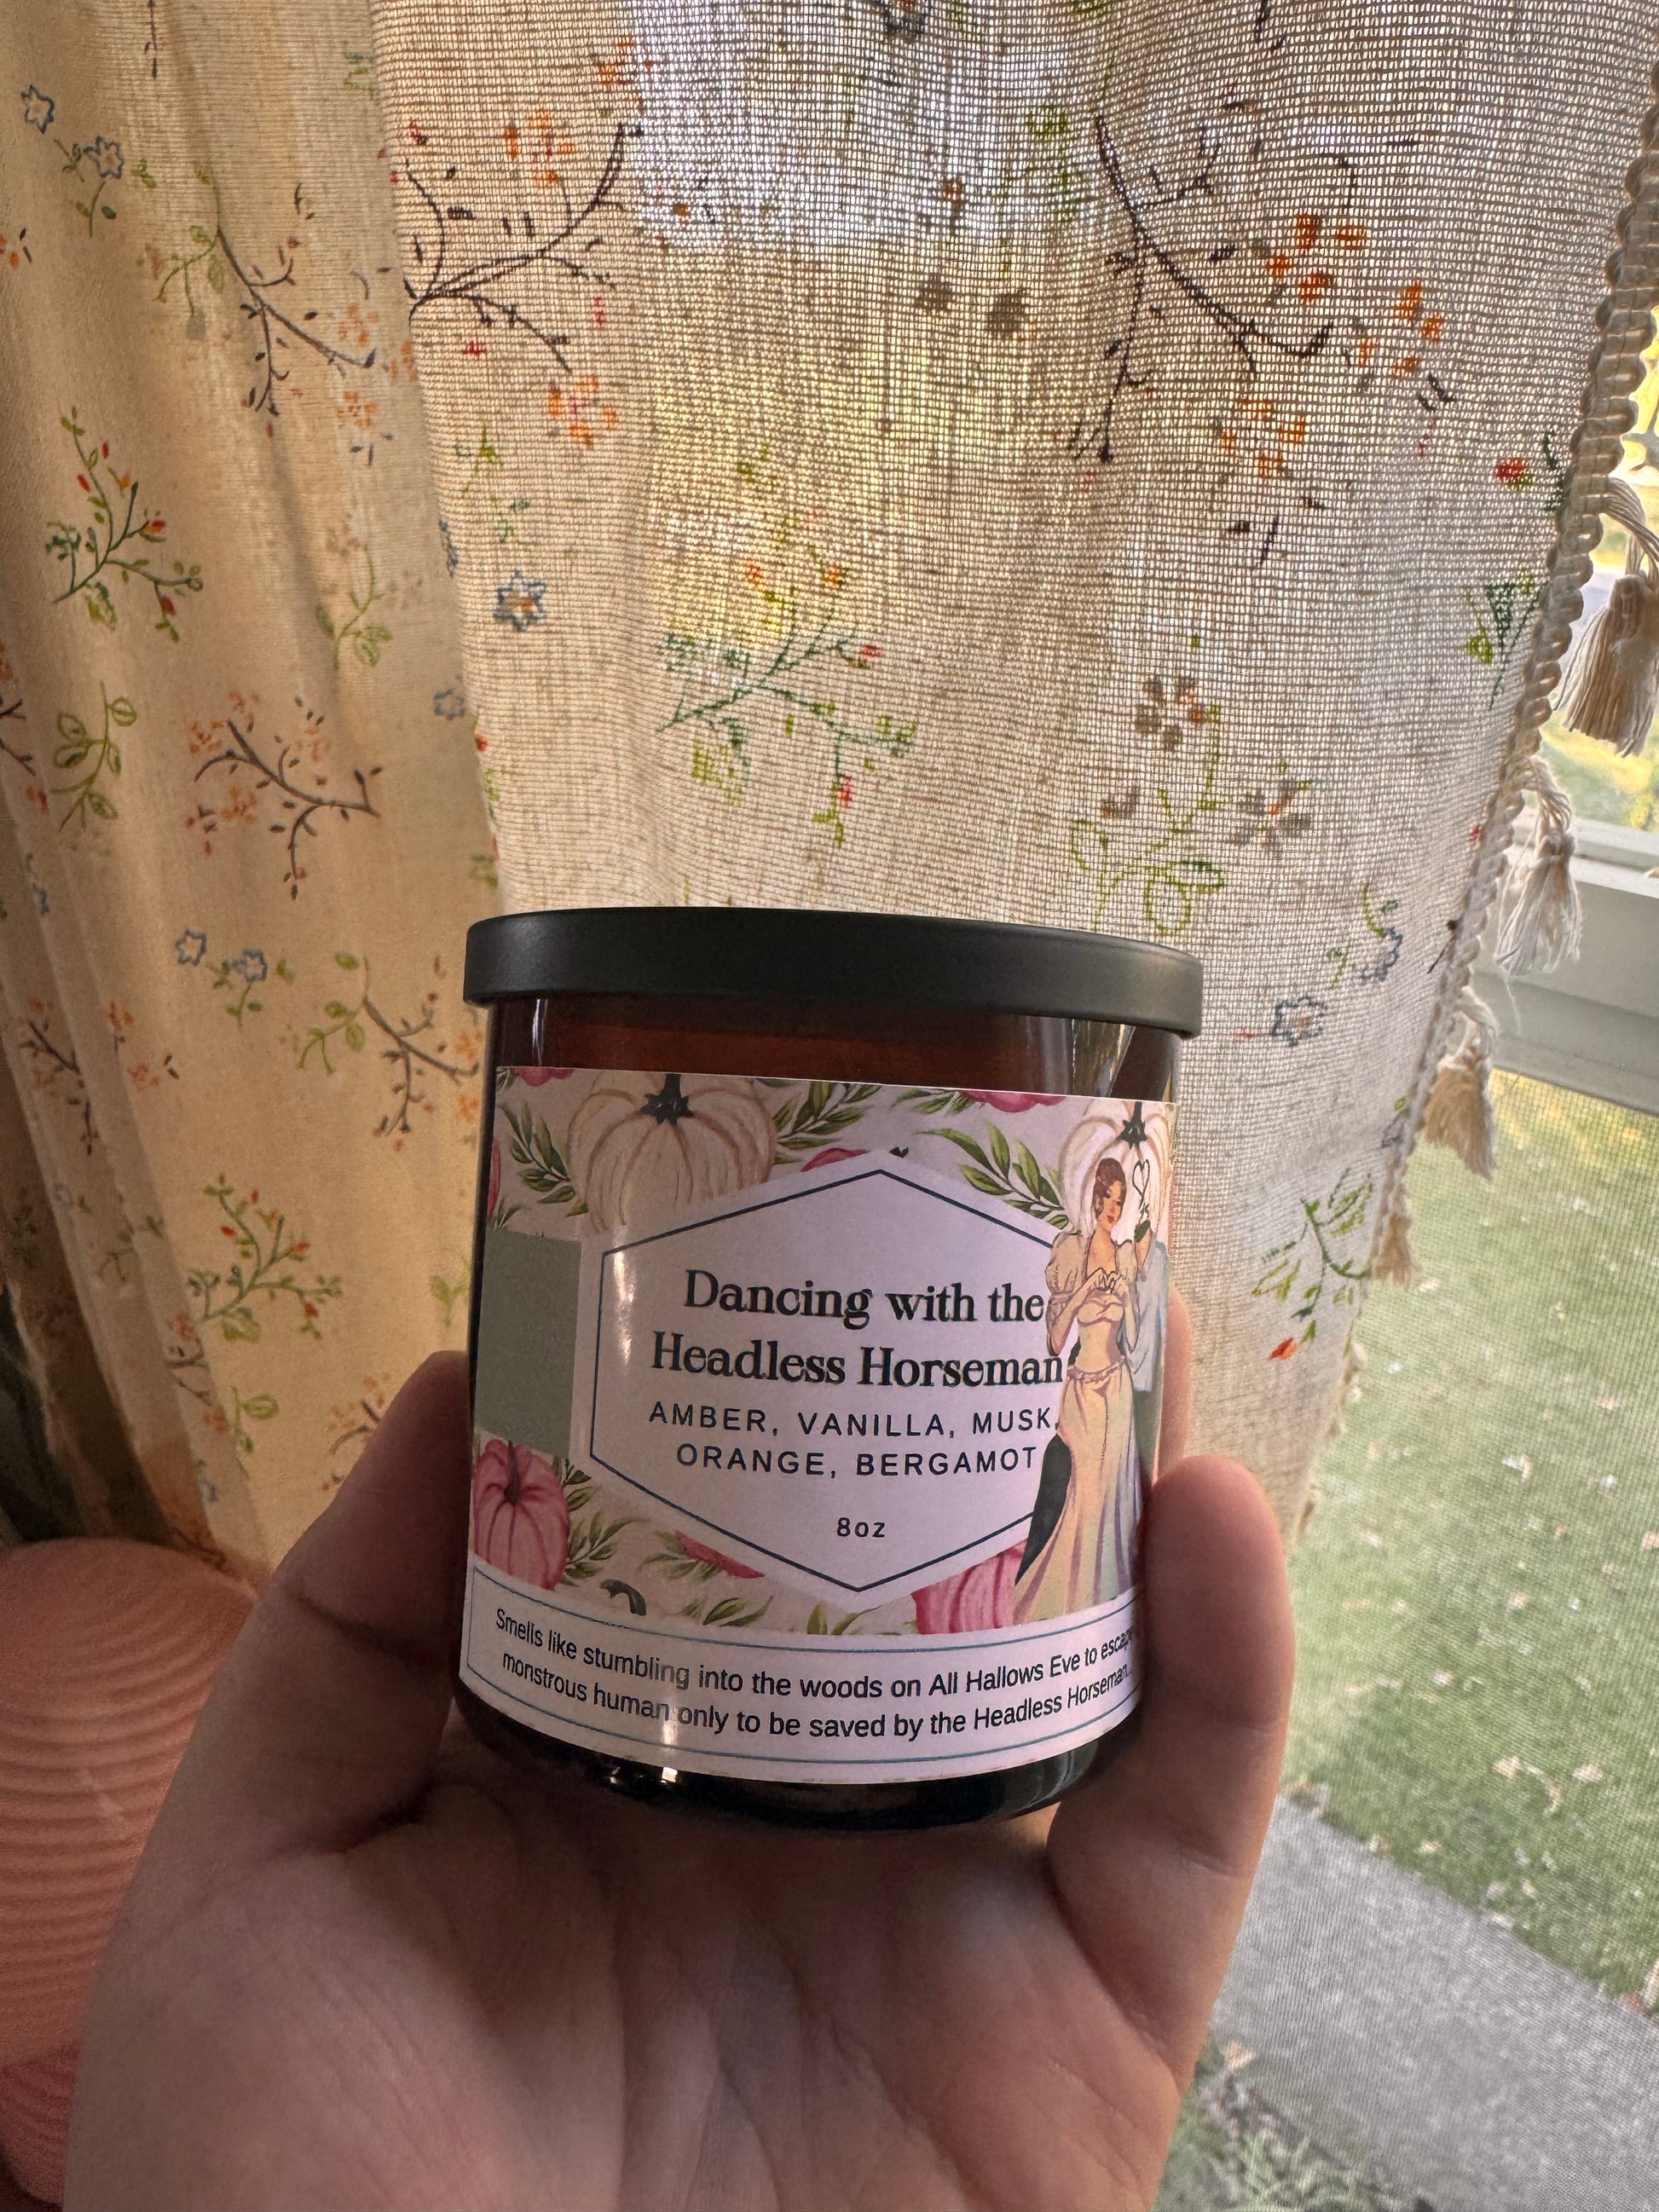 Dancing with the
Headless Horseman
AMBER, VANILLA, MUSK,
ORANGE, BERGAMOT
8oz
Smells like stumbling into the woods on All Hallows Eve to
monstrous human only to be saved by the Headless Horseman...